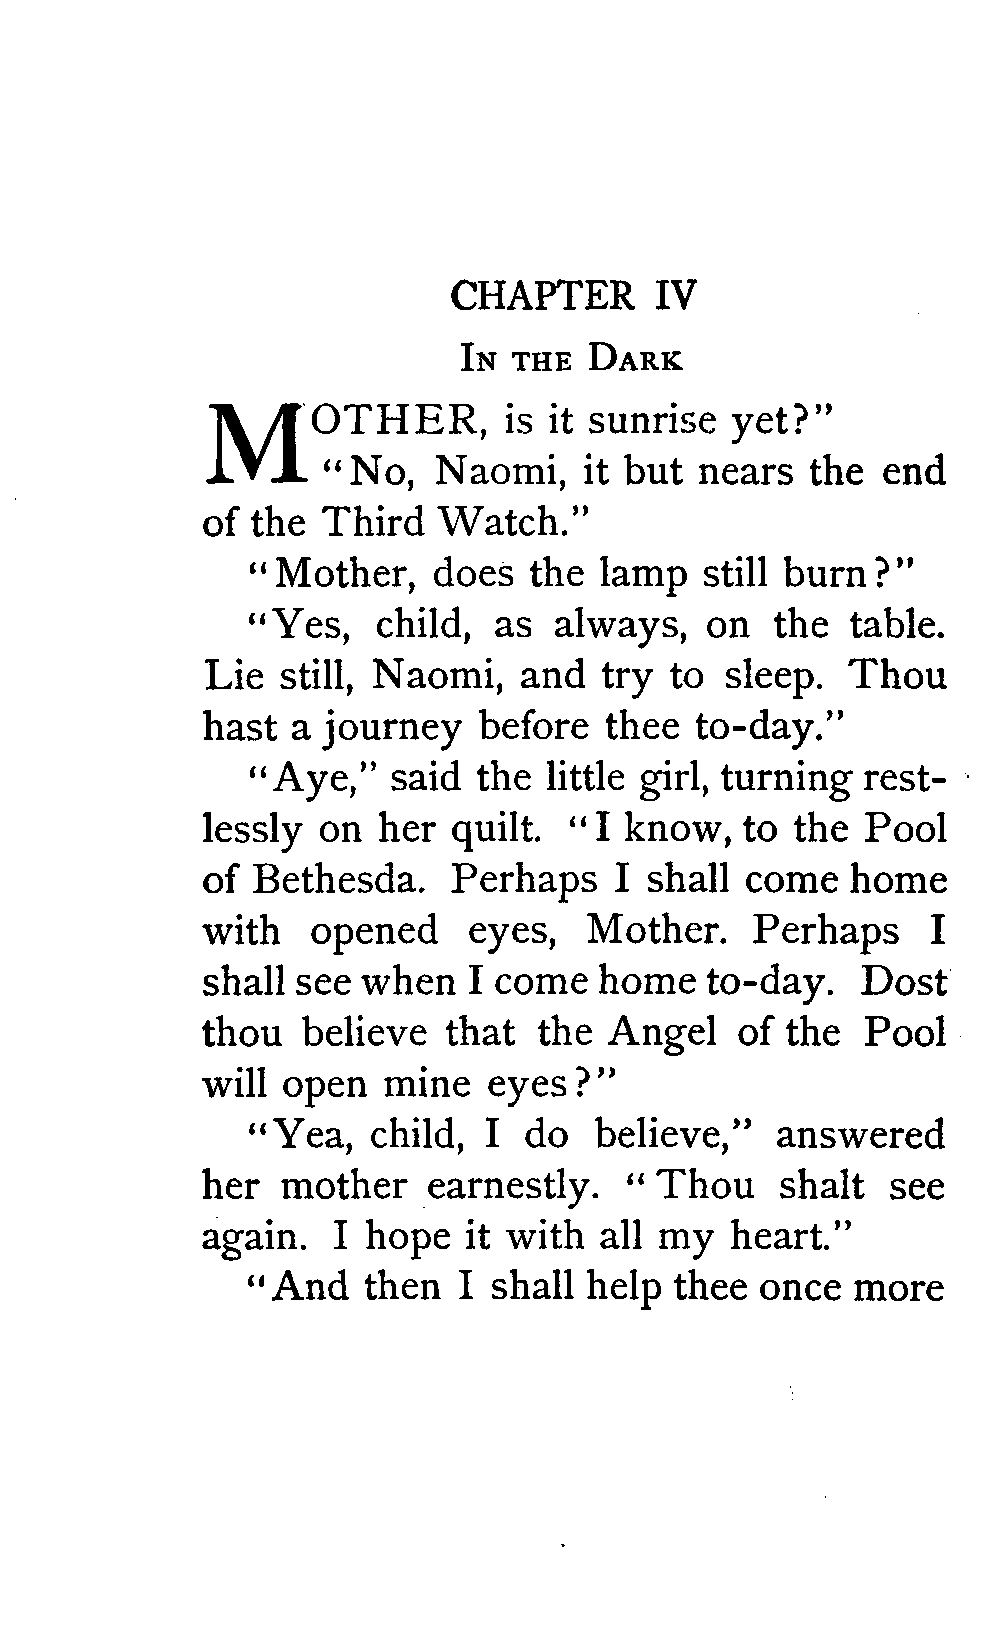 CHAPTER IV
IN THE DARK
MOTHER, is it sunrise yet?"
"No, Naomi, it but nears the end
of the Third Watch."
"Mother, does the lamp still burn?"
"Yes, child, as always, on the table.
Lie still, Naomi, and try to sleep. Thou
hast a journey before thee to-day."
"Aye," said the little girl, turning rest-
lessly on her quilt. "I know, to the Pool
of Bethesda. Perhaps I shall come home
with opened eyes, Mother. Perhaps I
shall see when I come home to-day. Dost
thou believe that the Angel of the Pool
will open mine eyes?"
"Yea, child, I do believe," answered
her mother earnestly. "Thou shalt see
again. I hope it with all my heart."
"And then I shall help thee once more